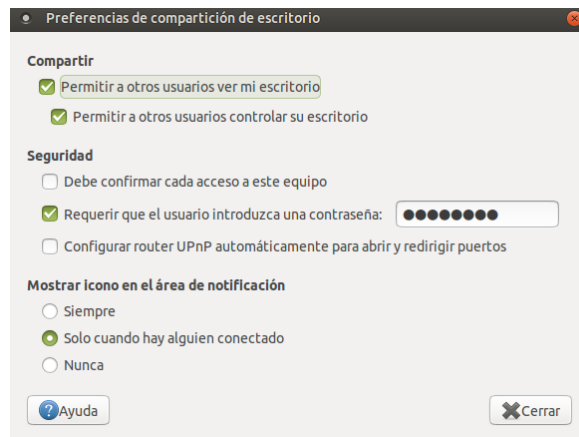 Preferencias de compartición de escritorio
Compartir
Permitir a otros usuarios ver mi escritorio
Permitir a otros usuarios controlar su escritorio
Seguridad
Debe confirmar cada acceso a este equipo
Requerir que el usuario introduzca una contraseña: ●●●●●●●●
Configurar router UPnP automáticamente para abrir y redirigir puertos
Mostrar icono en el área de notificación
Siempre
Solo cuando hay alguien conectado
Nunca
Ayuda Cerrar